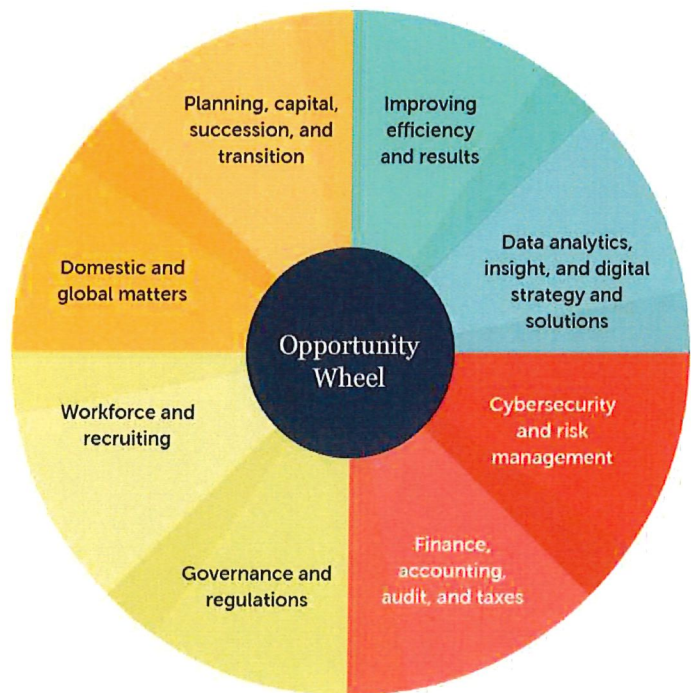 Planning, capital,
succession, and
transition
Improving
efficiency
and results
Data analytics,
insight, and digital
strategy and
solutions
Cybersecurity
and risk
management
Finance,
accounting,
audit, and taxes
Governance and
regulations
Workforce and
recruiting
Domestic and
global matters
Opportunity
Wheel